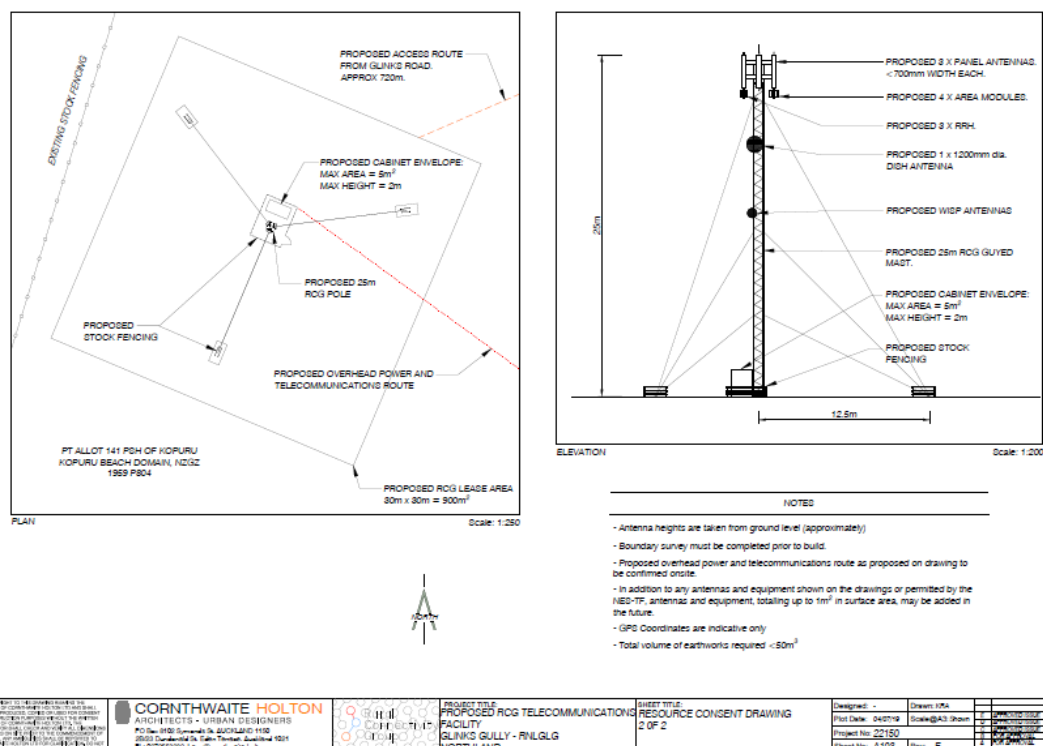 EXISTING STOCK FENCING
PROPOSED ACCESS ROUTE
FROM GLINKS ROAD.
APPROX 720m.
PROPOSED CABINET ENVELOPE:
MAX AREA = 5m²
MAX HEIGHT = 2m
PROPOSED 25m
RCG POLE
PROPOSED
STOCK FENCING
PROPOSED OVERHEAD POWER AND
TELECOMMUNICATIONS ROUTE
PT ALLOT 141 PSH OF KOPURU
KOPURU BEACH DOMAIN, NZGZ
1959 P804
PROPOSED RCG LEASE AREA
30m x 30m = 900m²
PLAN
Scale: 1:250
25m
PROPOSED 3 X PANEL ANTENNAS.
<700mm WIDTH EACH.
PROPOSED 4 X AREA MODULES.
PROPOSED 3 X RRH.
PROPOSED 1 x 1200mm dia.
DISH ANTENNA
PROPOSED WISP ANTENNAS
PROPOSED 25m RCG GUYED
MAST.
PROPOSED CABINET ENVELOPE:
MAX AREA = 5m²
MAX HEIGHT = 2m
PROPOSED STOCK
FENCING
12.5m
ELEVATION
Scale: 1:200
NOTES
- Antenna heights are taken from ground level (approximately)
- Boundary survey must be completed prior to build.
- Proposed overhead power and telecommunications route as proposed on drawing to
be confirmed onsite.
- In addition to any antennas and equipment shown on the drawings or permitted by the
NES-TF, antennas and equipment, totalling up to 1m² in surface area, may be added in
the future.
- GPS Coordinates are indicative only
- Total volume of earthworks required <50m³
NORTH
CORNTHWAITE HOLTON
ARCHITECTS - URBAN DESIGNERS
Rural
Connectivity
Group
PROJECT TITLE:
PROPOSED RCG TELECOMMUNICATIONS
FACILITY
GLINKS GULLY - RNLGLG
NORTHLAND
SHEET TITLE:
RESOURCE CONSENT DRAWING
2 OF 2
Designed: -
Drawn: KRA
Plot Date: 04/07/19
Scale@A3: Shown
Project No: 22150